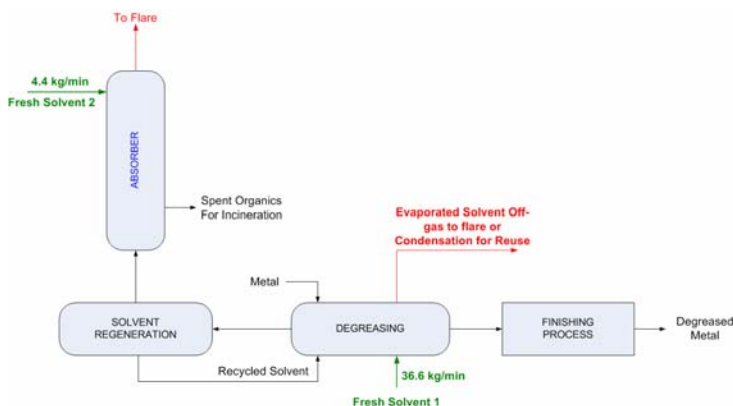 To Flare
4.4 kg/min
Fresh Solvent 2
ABSORBER
Spent Organics
For Incineration
Evaporated Solvent Off-
gas to flare or
Condensation for Reuse
Metal
SOLVENT
REGENERATION
DEGREASING
FINISHING
PROCESS
Degreased
Metal
Recycled Solvent
36.6 kg/min
Fresh Solvent 1